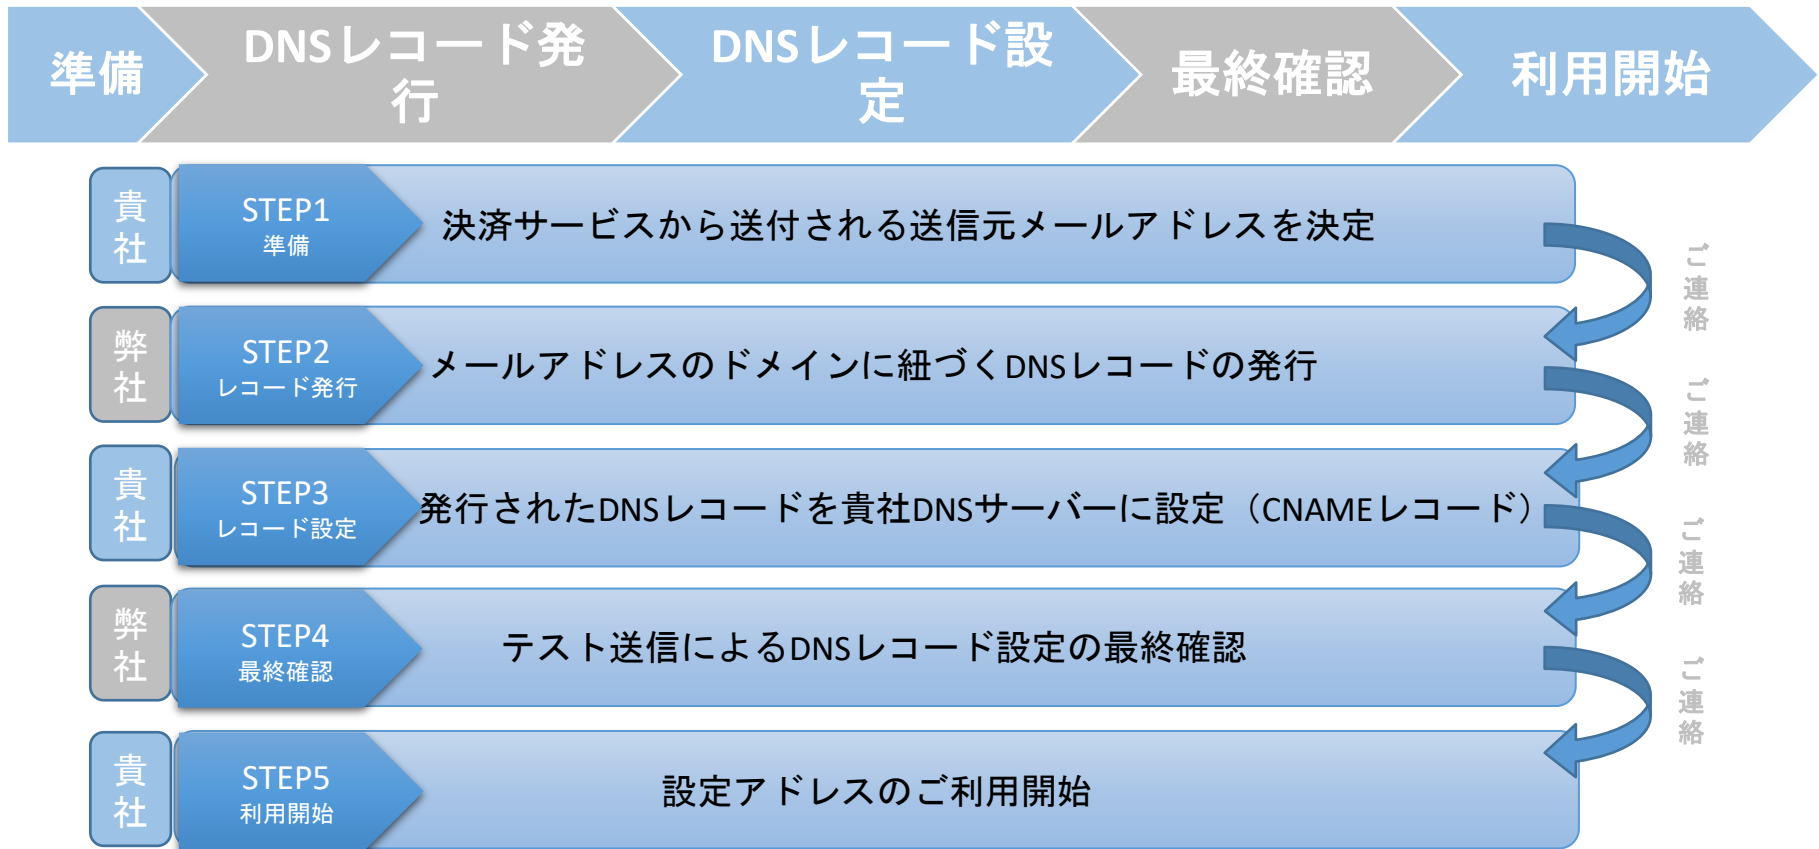 準備
DNSレコード発
行
DNSレコード設
定
最終確認
利用開始
貴
社
STEP1
準備
決済サービスから送付される送信元メールアドレスを決定
ご
連
絡
弊
社
STEP2
レコード発行
メールアドレスのドメインに紐づくDNSレコードの発行
ご
連
絡
貴
社
STEP3
レコード設定
発行されたDNSレコードを貴社DNSサーバーに設定（CNAMEレコード）
ご
連
絡
弊
社
STEP4
最終確認
テスト送信によるDNSレコード設定の最終確認
ご
連
絡
貴
社
STEP5
利用開始
設定アドレスのご利用開始